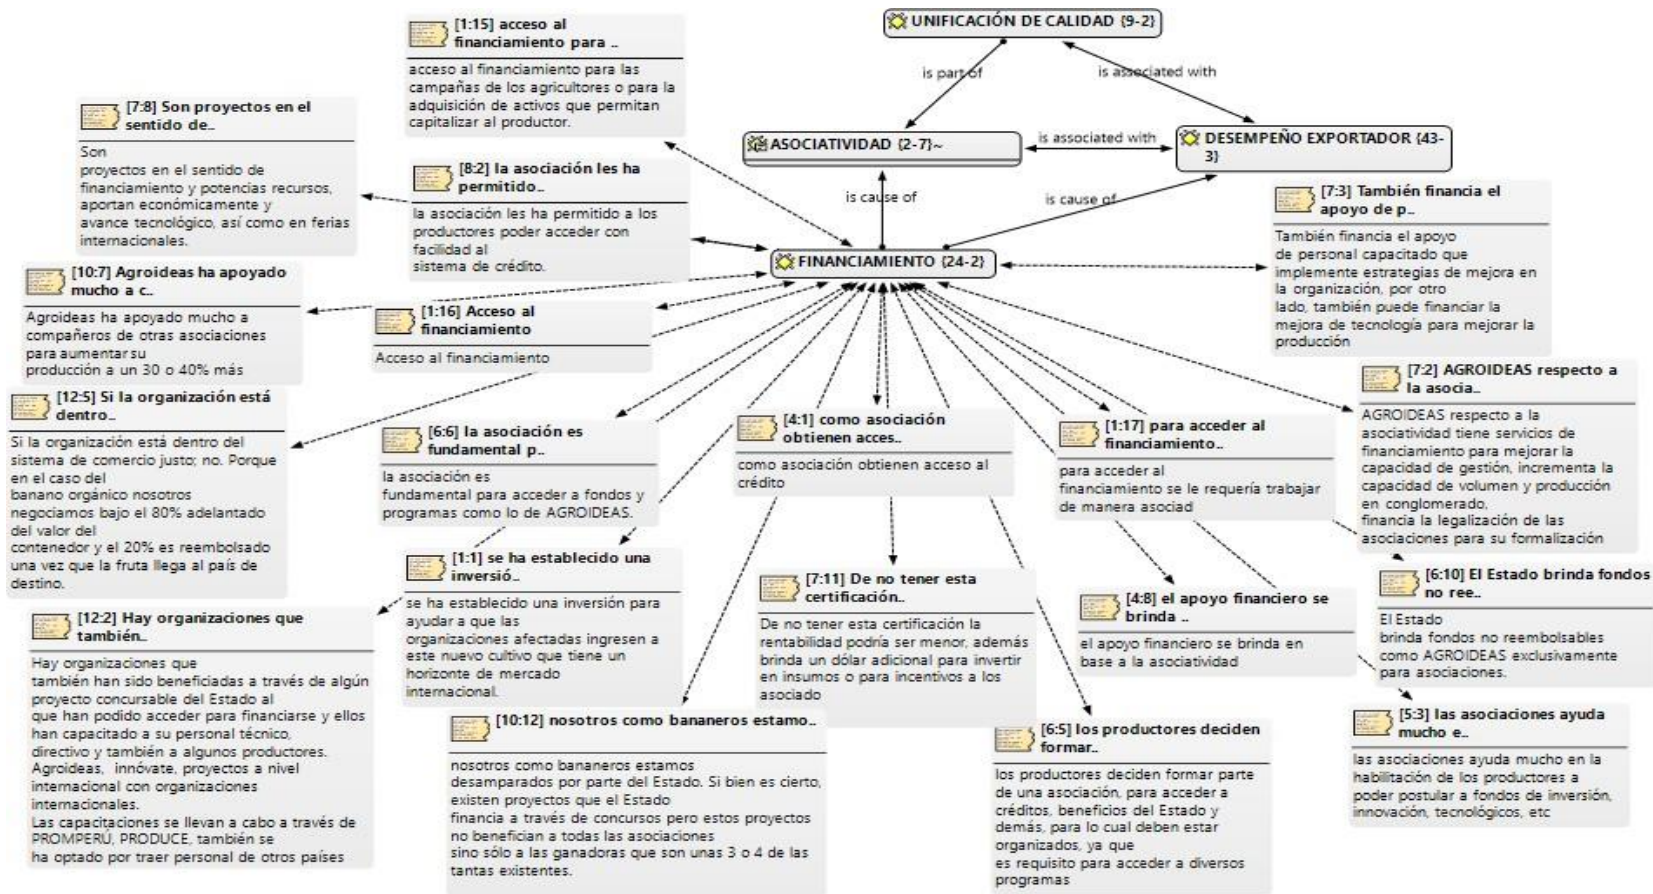 UNIFICACIÓN DE CALIDAD {9-2}
is part of
is associated with
ASOCIATIVIDAD {2-7}~
is associated with
DESEMPEÑO EXPORTADOR {43-
3}
is cause of
is cause of
FINANCIAMIENTO {24-2}
[1:15] acceso al
financiamiento para ..
acceso al financiamiento para las
campañas de los agricultores o para la
adquisición de activos que permitan
capitalizar al productor.
[7:8] Son proyectos en el
sentido de..
Son
proyectos en el sentido de
financiamiento y potencias recursos,
aportan económicamente y
avance tecnológico, así como en ferias
internacionales.
[8:2] la asociación les ha
permitido..
la asociación les ha permitido a los
productores poder acceder con
facilidad al
sistema de crédito.
[7:3] También financia el
apoyo de p..
También financia el apoyo
de personal capacitado que
implemente estrategias de mejora en
la organización, por otro
lado, también puede financiar la
mejora de tecnología para mejorar la
producción
[10:7] Agroideas ha apoyado
mucho a c..
Agroideas ha apoyado mucho a
compañeros de otras asociaciones
para aumentar su
producción a un 30 o 40% más
[1:16] Acceso al
financiamiento
Acceso al financiamiento
[7:2] AGROIDEAS respecto a
la asocia..
AGROIDEAS respecto a la
asociatividad tiene servicios de
financiamiento para mejorar la
capacidad de gestión, incrementa la
capacidad de volumen y producción
en conglomerado,
financia la legalización de las
asociaciones para su formalización
[12:5] Si la organización está
dentro..
Si la organización está dentro del
sistema de comercio justo; no. Porque
en el caso del
banano orgánico nosotros
negociamos bajo el 80% adelantado
del valor del
contenedor y el 20% es reembolsado
una vez que la fruta llega al país de
destino.
[6:6] la asociación es
fundamental p..
la asociación es
fundamental para acceder a fondos y
programas como lo de AGROIDEAS.
[4:1] como asociación
obtienen acces..
como asociación obtienen acceso al
crédito
[1:17] para acceder al
financiamiento..
para acceder al
financiamiento se le requería trabajar
de manera asociad
[1:1] se ha establecido una
inversió..
se ha establecido una inversión para
ayudar a que las
organizaciones afectadas ingresen a
este nuevo cultivo que tiene un
horizonte de mercado
internacional.
[7:11] De no tener esta
certificación..
De no tener esta certificación la
rentabilidad podría ser menor, además
brinda un dólar adicional para invertir
en insumos o para incentivos a los
asociado
[4:8] el apoyo financiero se
brinda ..
el apoyo financiero se brinda en
base a la asociatividad
[6:10] El Estado brinda fondos
no ree..
El Estado
brinda fondos no reembolsables
como AGROIDEAS exclusivamente
para asociaciones.
[12:2] Hay organizaciones que
también..
Hay organizaciones que
también han sido beneficiadas a través de algún
proyecto concursable del Estado al
que han podido acceder para financiarse y ellos
han capacitado a su personal técnico,
directivo y también a algunos productores.
Agroideas, innóvate, proyectos a nivel
internacional con organizaciones
internacionales.
Las capacitaciones se llevan a cabo a través de
PROMPERÚ, PRODUCE, también se
ha optado por traer personal de otros países
[10:12] nosotros como bananeros estamo..
nosotros como bananeros estamos
desamparados por parte del Estado. Si bien es cierto,
existen proyectos que el Estado
financia a través de concursos pero estos proyectos
no benefician a todas las asociaciones
sino sólo a las ganadoras que son unas 3 o 4 de las
tantas existentes.
[6:5] los productores deciden
formar..
los productores deciden formar parte
de una asociación, para acceder a
créditos, beneficios del Estado y
demás, para lo cual deben estar
organizados, ya que
es requisito para acceder a diversos
programas
[5:3] las asociaciones ayuda
mucho e..
las asociaciones ayuda mucho en la
habilitación de los productores a
poder postular a fondos de inversión,
innovación, tecnológicos, etc